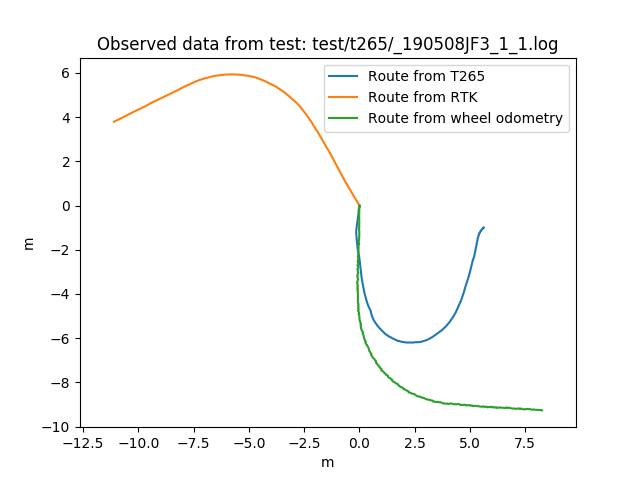 Observed data from test: test/t265/_190508JF3_1_1.log
Route from T265
Route from RTK
Route from wheel odometry
6
4
2
0
−2
−4
−6
−8
−10
m
−12.5 −10.0 −7.5 −5.0 −2.5 0.0 2.5 5.0 7.5
m